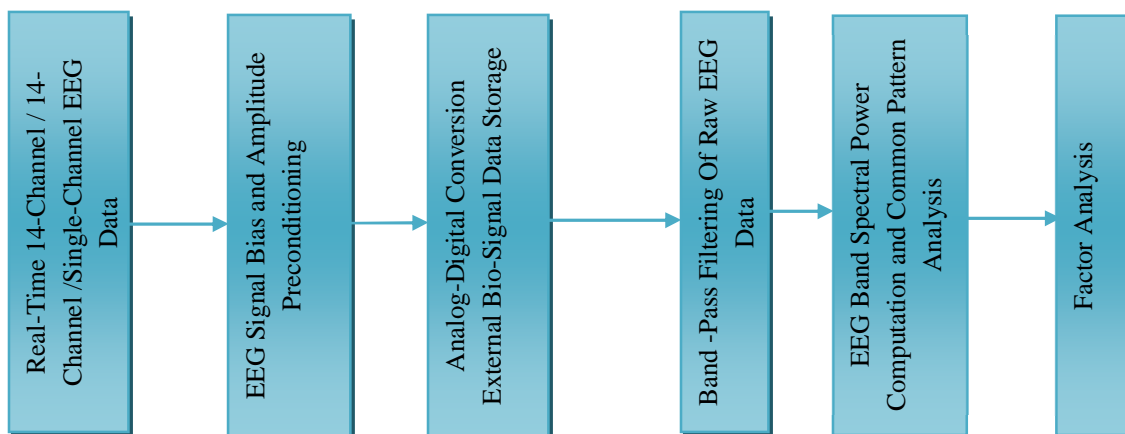 Real-Time 14-Channel / 14-
Channel /Single-Channel EEG
Data
EEG Signal Bias and Amplitude
Preconditioning
Analog-Digital Conversion
External Bio-Signal Data Storage
Band -Pass Filtering Of Raw EEG
Data
EEG Band Spectral Power
Computation and Common Pattern
Analysis
Factor Analysis